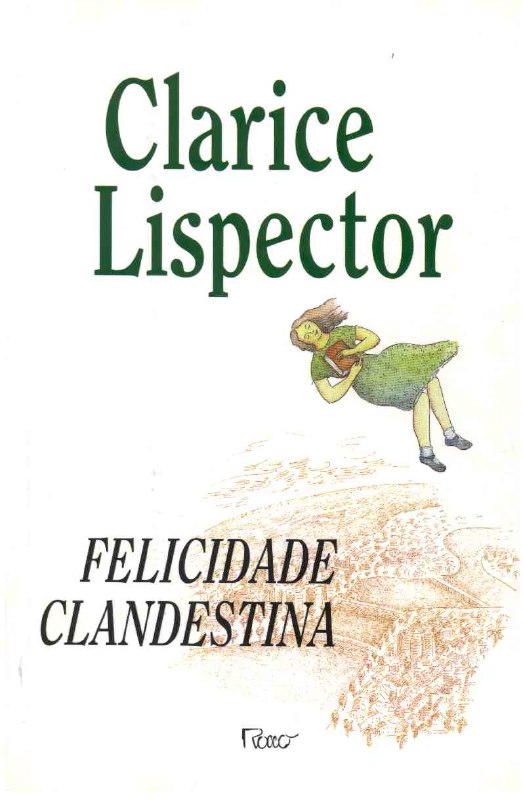 Clarice
Lispector
FELICIDADE
CLANDESTINA
Rocco